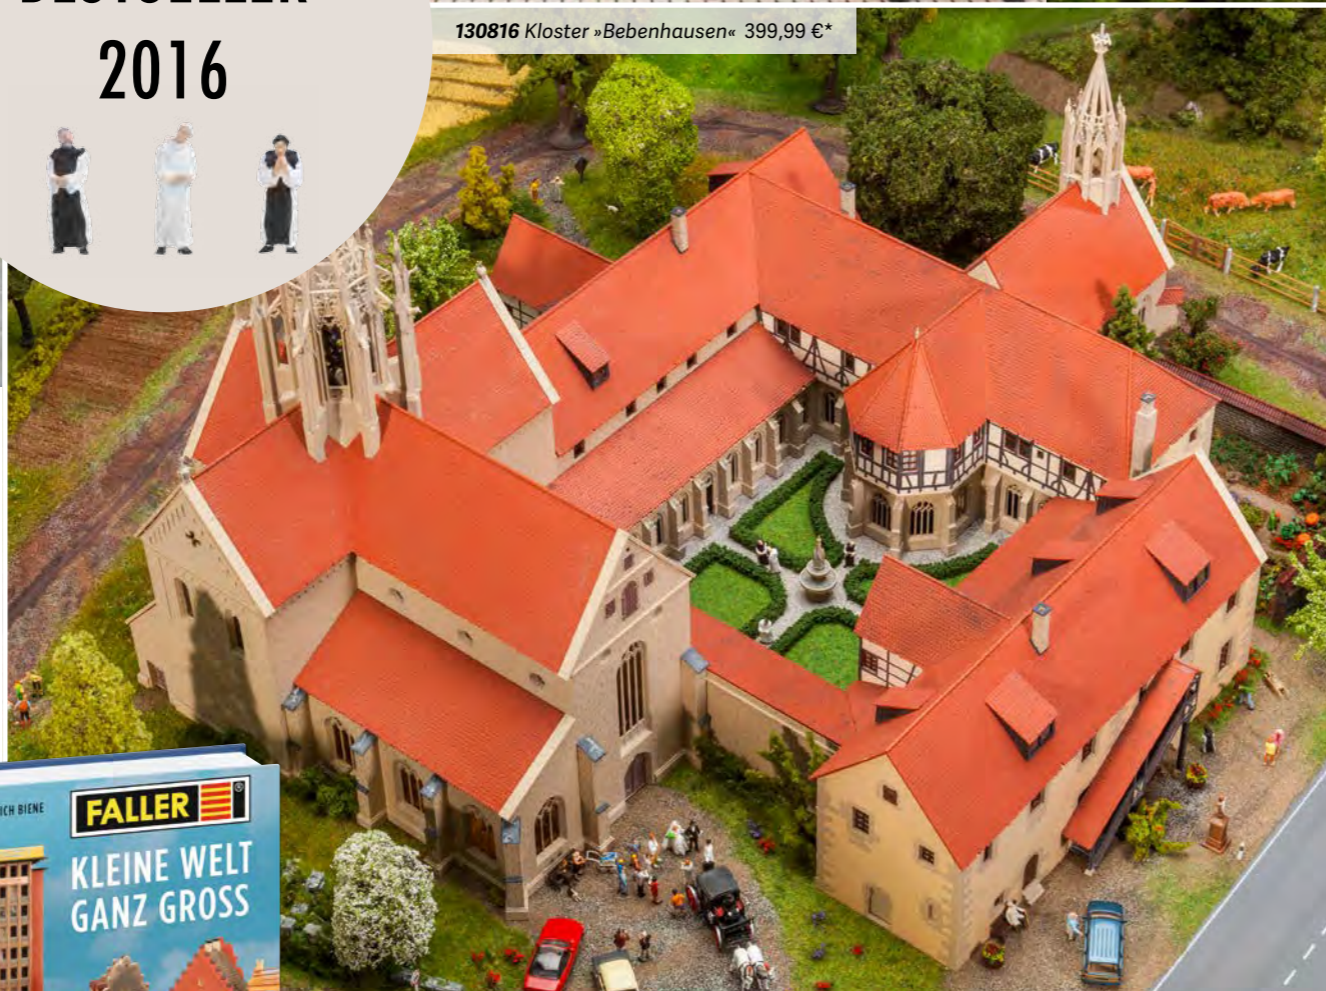 2016
130816 Kloster »Bebenhausen« 399,99 €*
FALLER
KLEINE WELT
GANZ GROSS